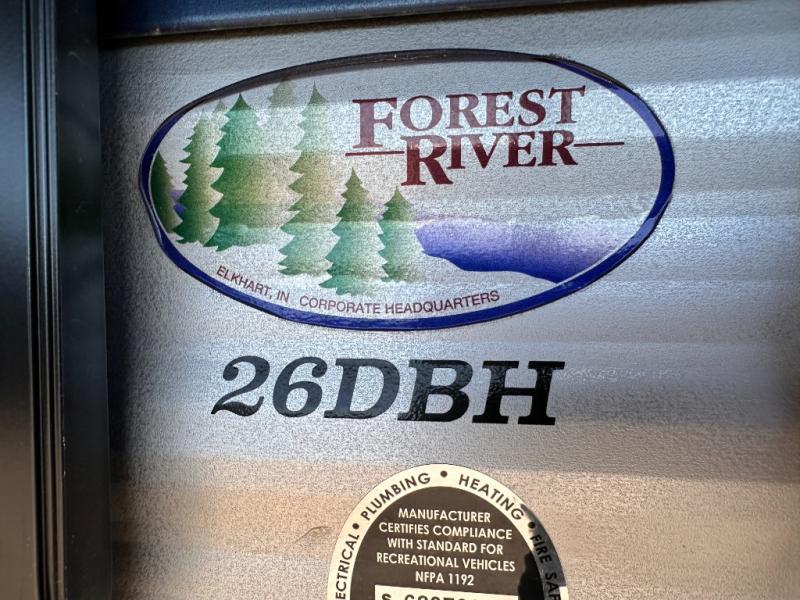 FOREST
RIVER
ELKHART, IN CORPORATE HEADQUARTERS
26DBH
PLUMBING • HEATING •
MANUFACTURER
CERTIFIES COMPLIANCE
WITH STANDARD FOR
RECREATIONAL VEHICLES
NFPA 1192